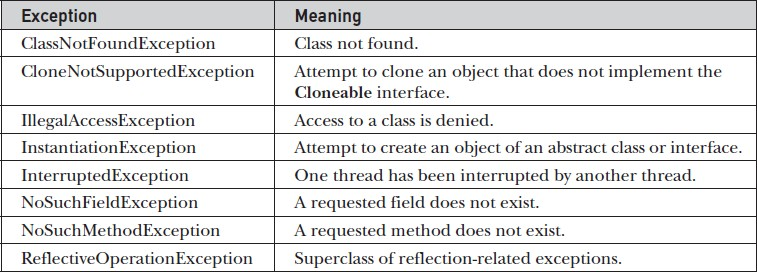 Exception Meaning
ClassNotFoundException Class not found.
CloneNotSupportedException Attempt to clone an object that does not implement the
Cloneable interface.
IllegalAccessException Access to a class is denied.
InstantiationException Attempt to create an object of an abstract class or interface.
InterruptedException One thread has been interrupted by another thread.
NoSuchFieldException A requested field does not exist.
NoSuchMethodException A requested method does not exist.
ReflectiveOperationException Superclass of reflection-related exceptions.